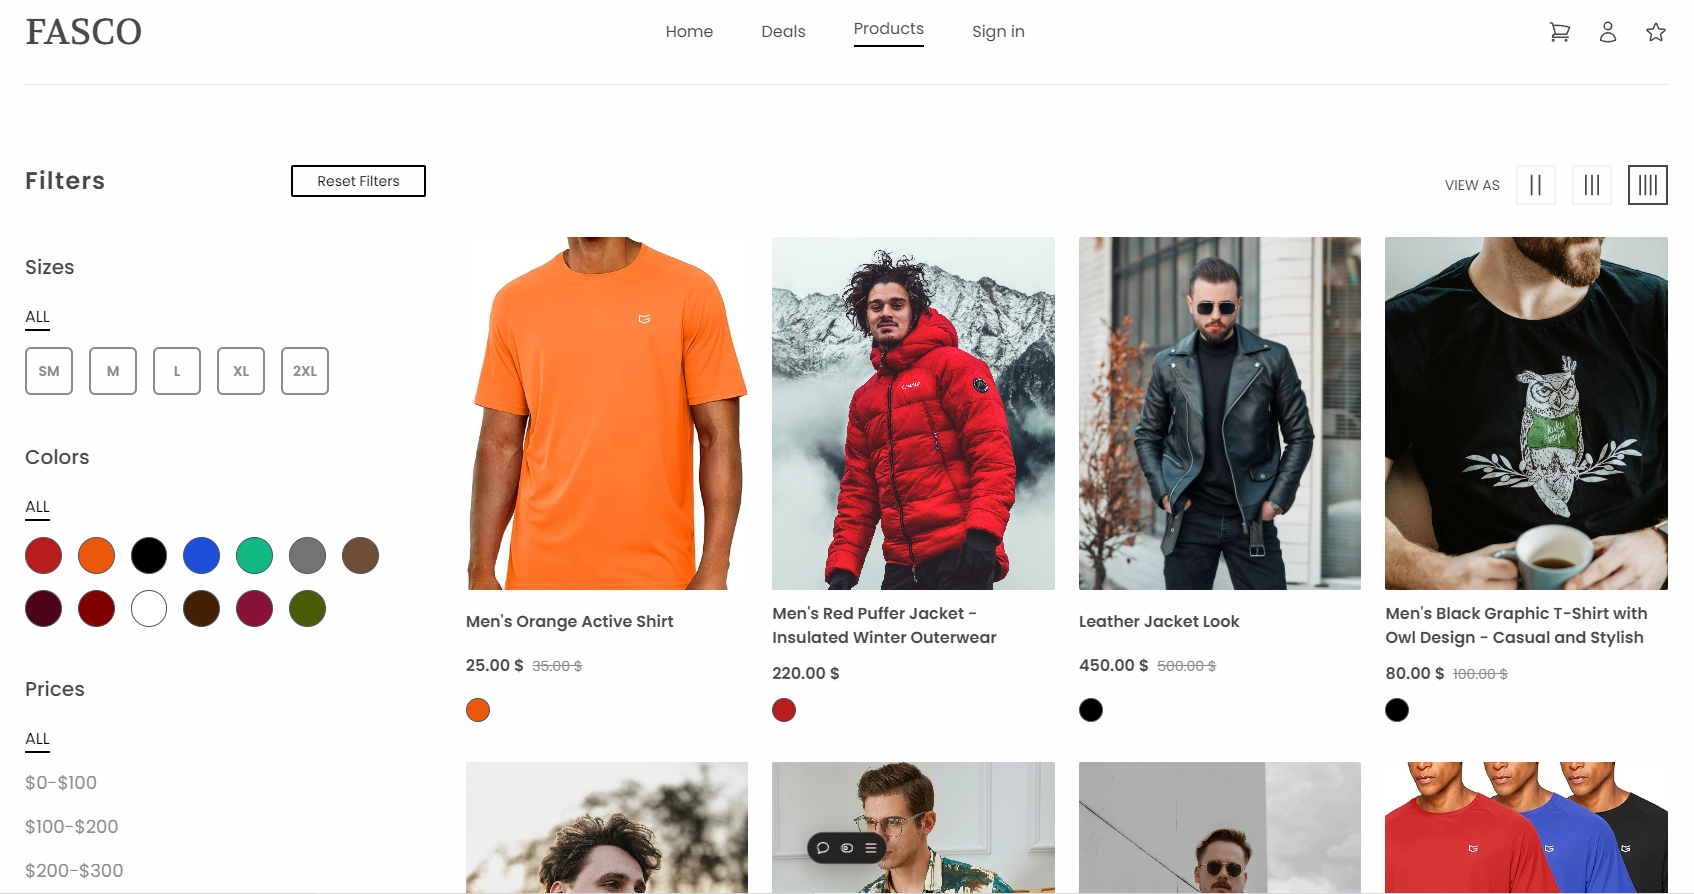 FASCO
Home
Deals
Products
Sign in
Filters
Reset Filters
VIEW AS
Sizes
ALL
SM
M
L
XL
2XL
Colors
ALL
Prices
ALL
$0-$100
$100-$200
$200-$300
Men's Orange Active Shirt
25.00 $ 35.00 $
Men's Red Puffer Jacket -
Insulated Winter Outerwear
220.00 $
Leather Jacket Look
450.00 $ 500.00 $
kuku
Men's Black Graphic T-Shirt with
Owl Design - Casual and Stylish
80.00 $ 100.00 $